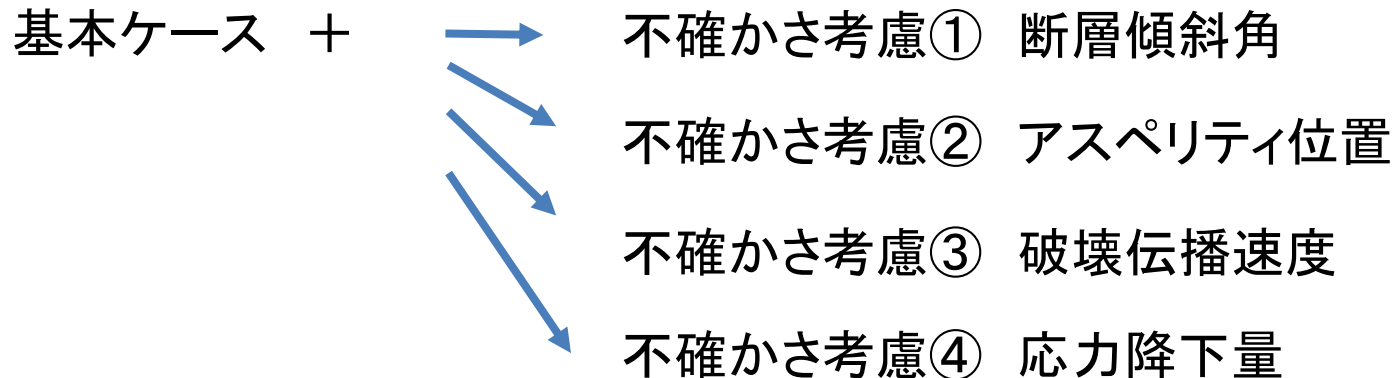 基本ケース ＋ 不確かさ考慮① 断層傾斜角
不確かさ考慮② アスペリティ位置
不確かさ考慮③ 破壊伝播速度
不確かさ考慮④ 応力降下量